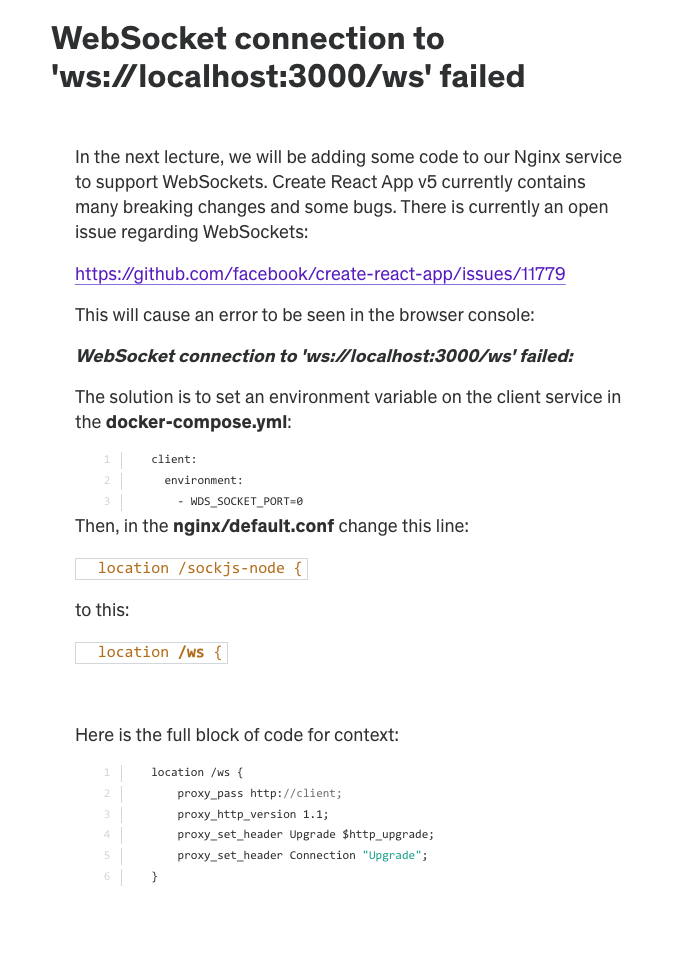 WebSocket connection to
'ws://localhost:3000/ws' failed
In the next lecture, we will be adding some code to our Nginx service
to support WebSockets. Create React App v5 currently contains
many breaking changes and some bugs. There is currently an open
issue regarding WebSockets:
https://github.com/facebook/create-react-app/issues/11779
This will cause an error to be seen in the browser console:
WebSocket connection to 'ws://localhost:3000/ws' failed:
The solution is to set an environment variable on the client service in
the docker-compose.yml:
1 client:
2 environment:
3 - WDS_SOCKET_PORT=0
Then, in the nginx/default.conf change this line:
location /sockjs-node {
to this:
location /ws {
Here is the full block of code for context:
1 location /ws {
2 proxy_pass http://client;
3 proxy_http_version 1.1;
4 proxy_set_header Upgrade $http_upgrade;
5 proxy_set_header Connection "Upgrade";
6 }